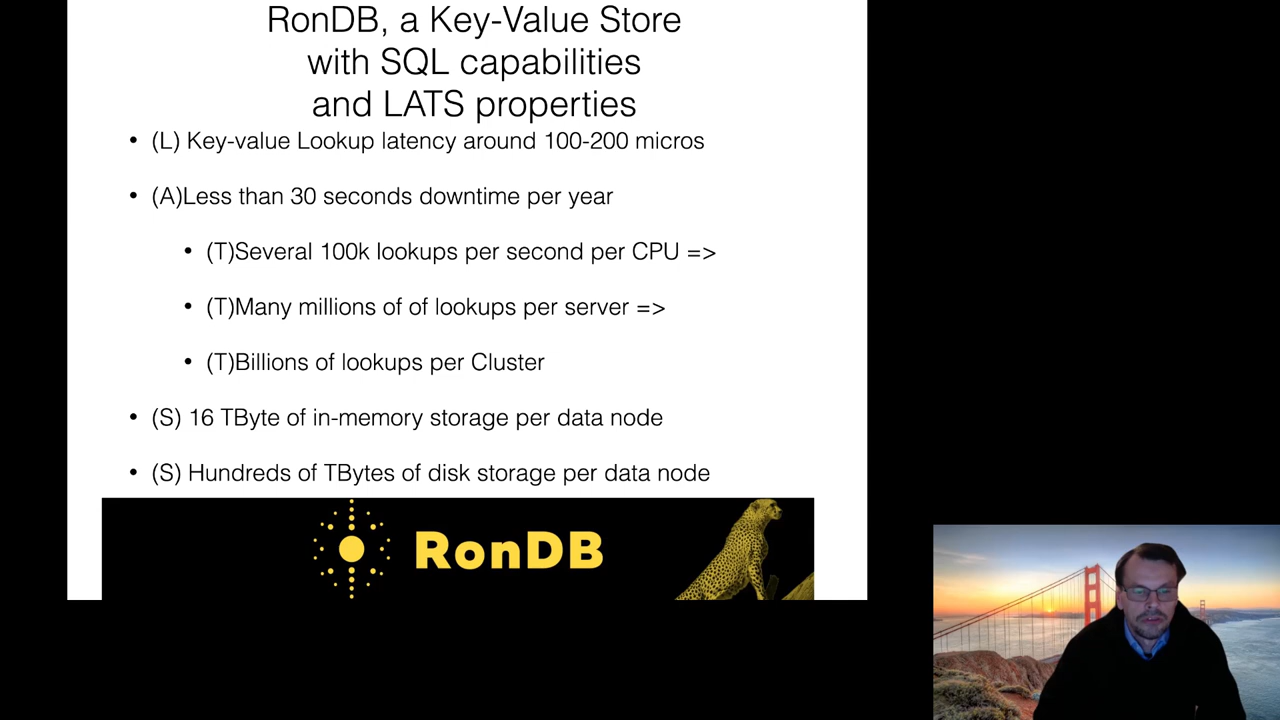 RonDB, a Key-Value Store
with SQL capabilities
and LATS properties
• (L) Key-value Lookup latency around 100-200 micros
• (A)Less than 30 seconds downtime per year
• (T)Several 100k lookups per second per CPU =>
• (T)Many millions of of lookups per server =>
• (T)Billions of lookups per Cluster
• (S) 16 TByte of in-memory storage per data node
• (S) Hundreds of TBytes of disk storage per data node
RonDB